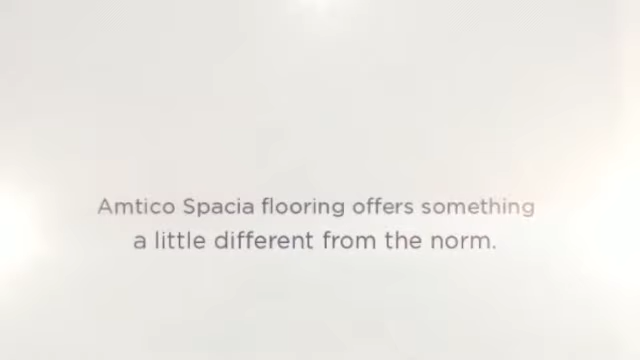 Amtico Spacia flooring offers something
a little different from the norm.